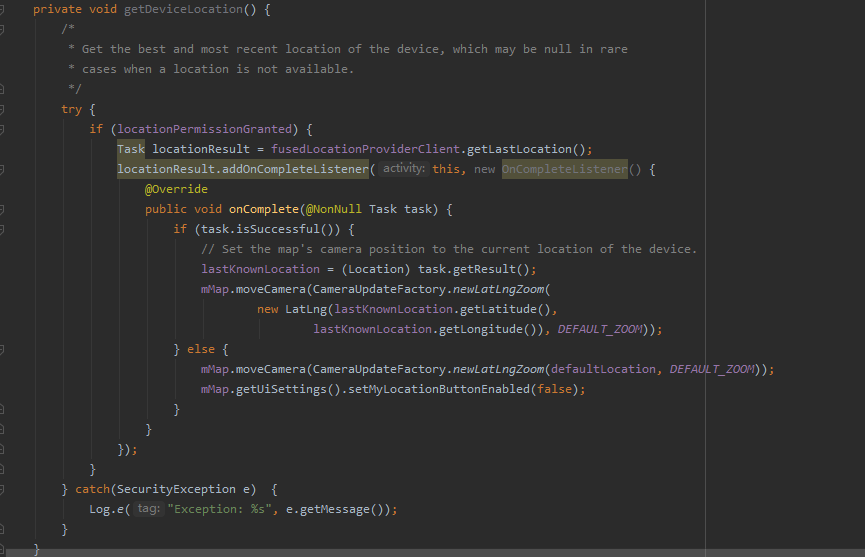 private void getDeviceLocation() {
/*
* Get the best and most recent location of the device, which may be null in rare
* cases when a location is not available.
*/
try {
if (locationPermissionGranted) {
Task locationResult = fusedLocationProviderClient.getLastLocation();
locationResult.addOnCompleteListener( activity: this, new OnCompleteListener() {
@Override
public void onComplete(@NonNull Task task) {
if (task.isSuccessful()) {
// Set the map's camera position to the current location of the device.
lastKnownLocation = (Location) task.getResult();
mMap.moveCamera(CameraUpdateFactory.newLatLngZoom(
new LatLng(lastKnownLocation.getLatitude(),
lastKnownLocation.getLongitude()), DEFAULT_ZOOM));
} else {
mMap.moveCamera(CameraUpdateFactory.newLatLngZoom(defaultLocation, DEFAULT_ZOOM));
mMap.getUiSettings().setMyLocationButtonEnabled(false);
}
}
});
}
} catch(SecurityException e)  {
Log.e( tag: "Exception: %s", e.getMessage());
}
}